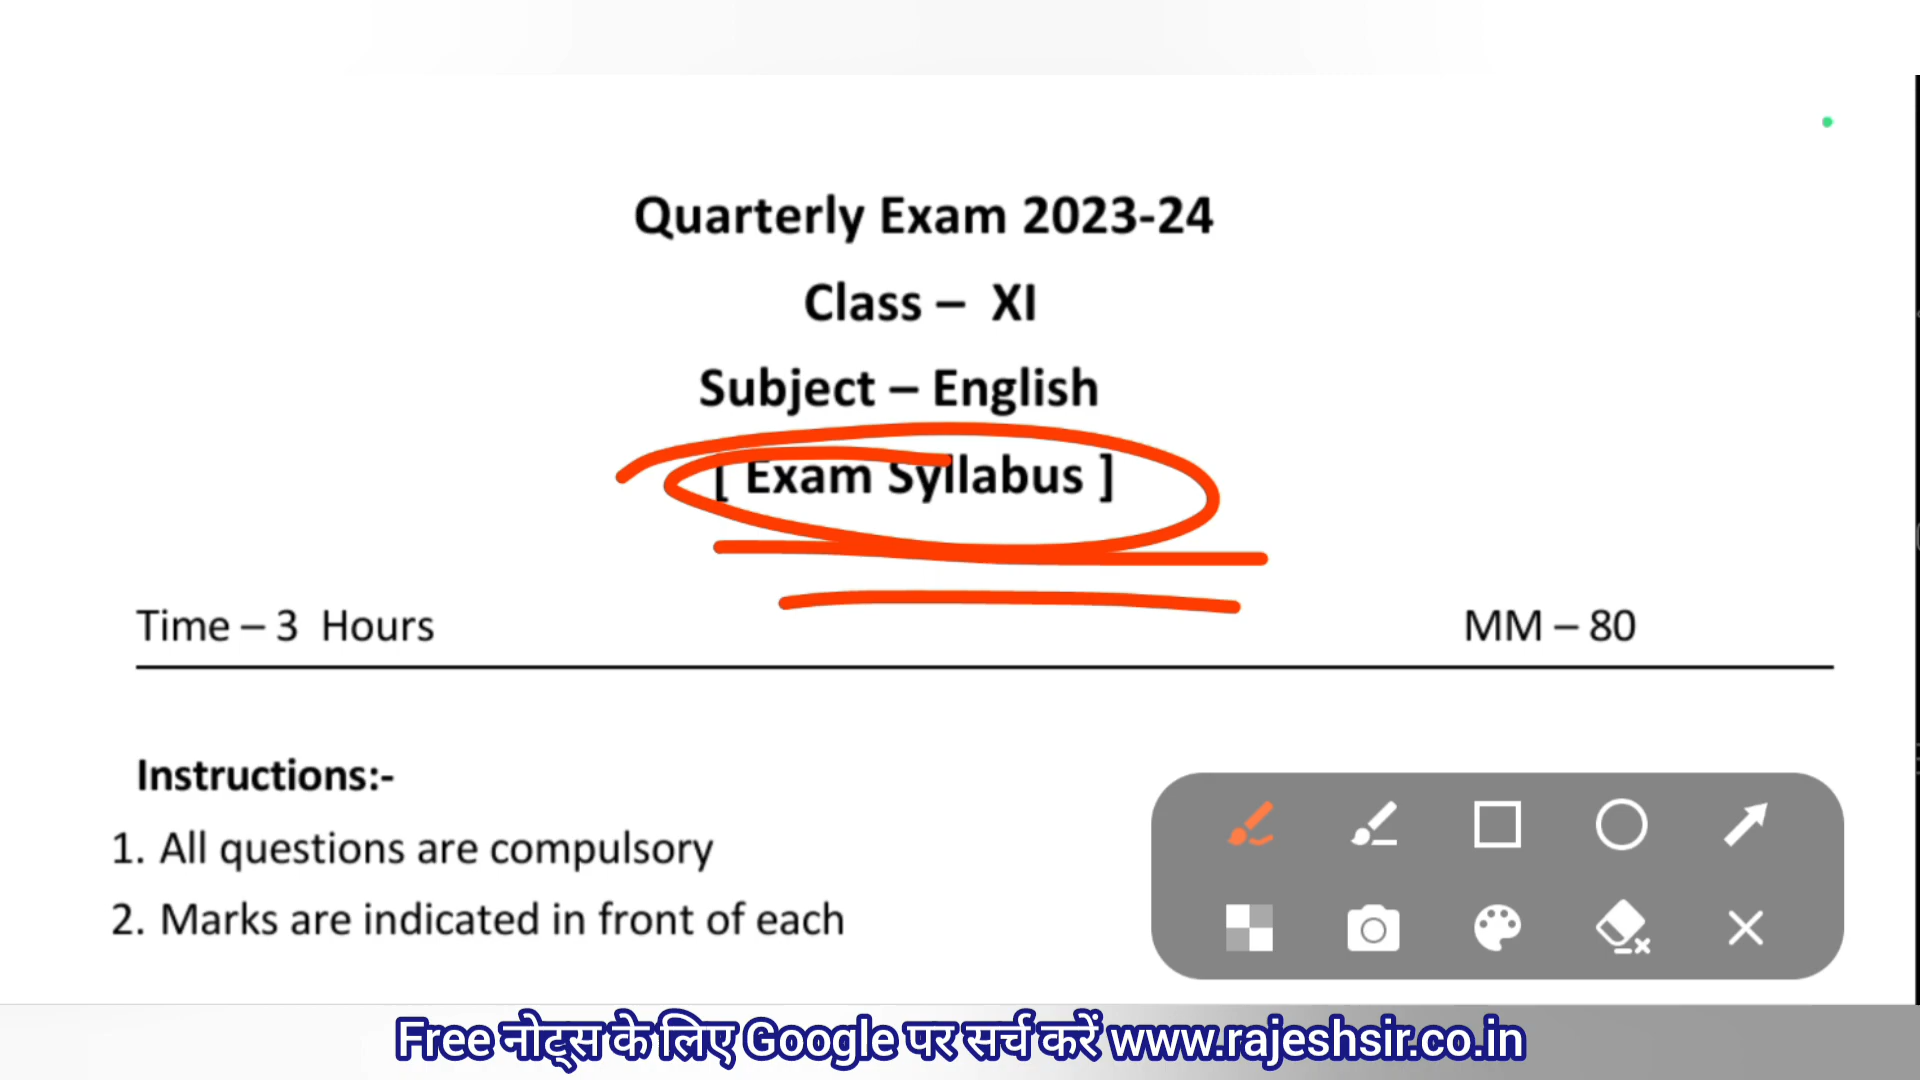 Quarterly Exam 2023-24
Class – XI
Subject – English
[ Exam Syllabus ]
Time – 3 Hours MM – 80
Instructions:-
1. All questions are compulsory
2. Marks are indicated in front of each
Free नोट्स के लिए Google पर सर्च करें www.rajeshsir.co.in